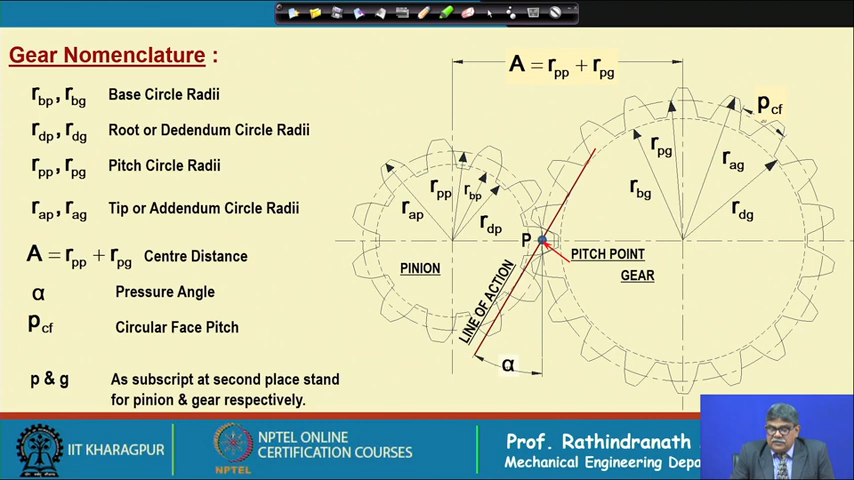 Gear Nomenclature :
r_bp, r_bg Base Circle Radii
r_dp, r_dg Root or Dedendum Circle Radii
r_pp, r_pg Pitch Circle Radii
r_ap, r_ag Tip or Addendum Circle Radii
A = r_pp + r_pg Centre Distance
α Pressure Angle
p_cf Circular Face Pitch
p & g As subscript at second place stand
for pinion & gear respectively.
A = r_pp + r_pg
p_cf
r_pp
r_bp
r_ap
r_dp
PINION
P
r_pg
r_ag
r_bg
r_dg
PITCH POINT
GEAR
LINE OF ACTION
α
IIT KHARAGPUR
NPTEL
NPTEL ONLINE
CERTIFICATION COURSES
Prof. Rathindranath
Mechanical Engineering